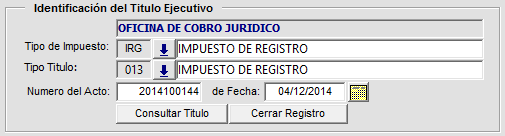 Identificación del Titulo Ejecutivo
OFICINA DE COBRO JURIDICO
Tipo de Impuesto: IRG IMPUESTO DE REGISTRO
Tipo Titulo: 013 IMPUESTO DE REGISTRO
Numero del Acto: 2014100144 de Fecha: 04/12/2014
Consultar Titulo Cerrar Registro